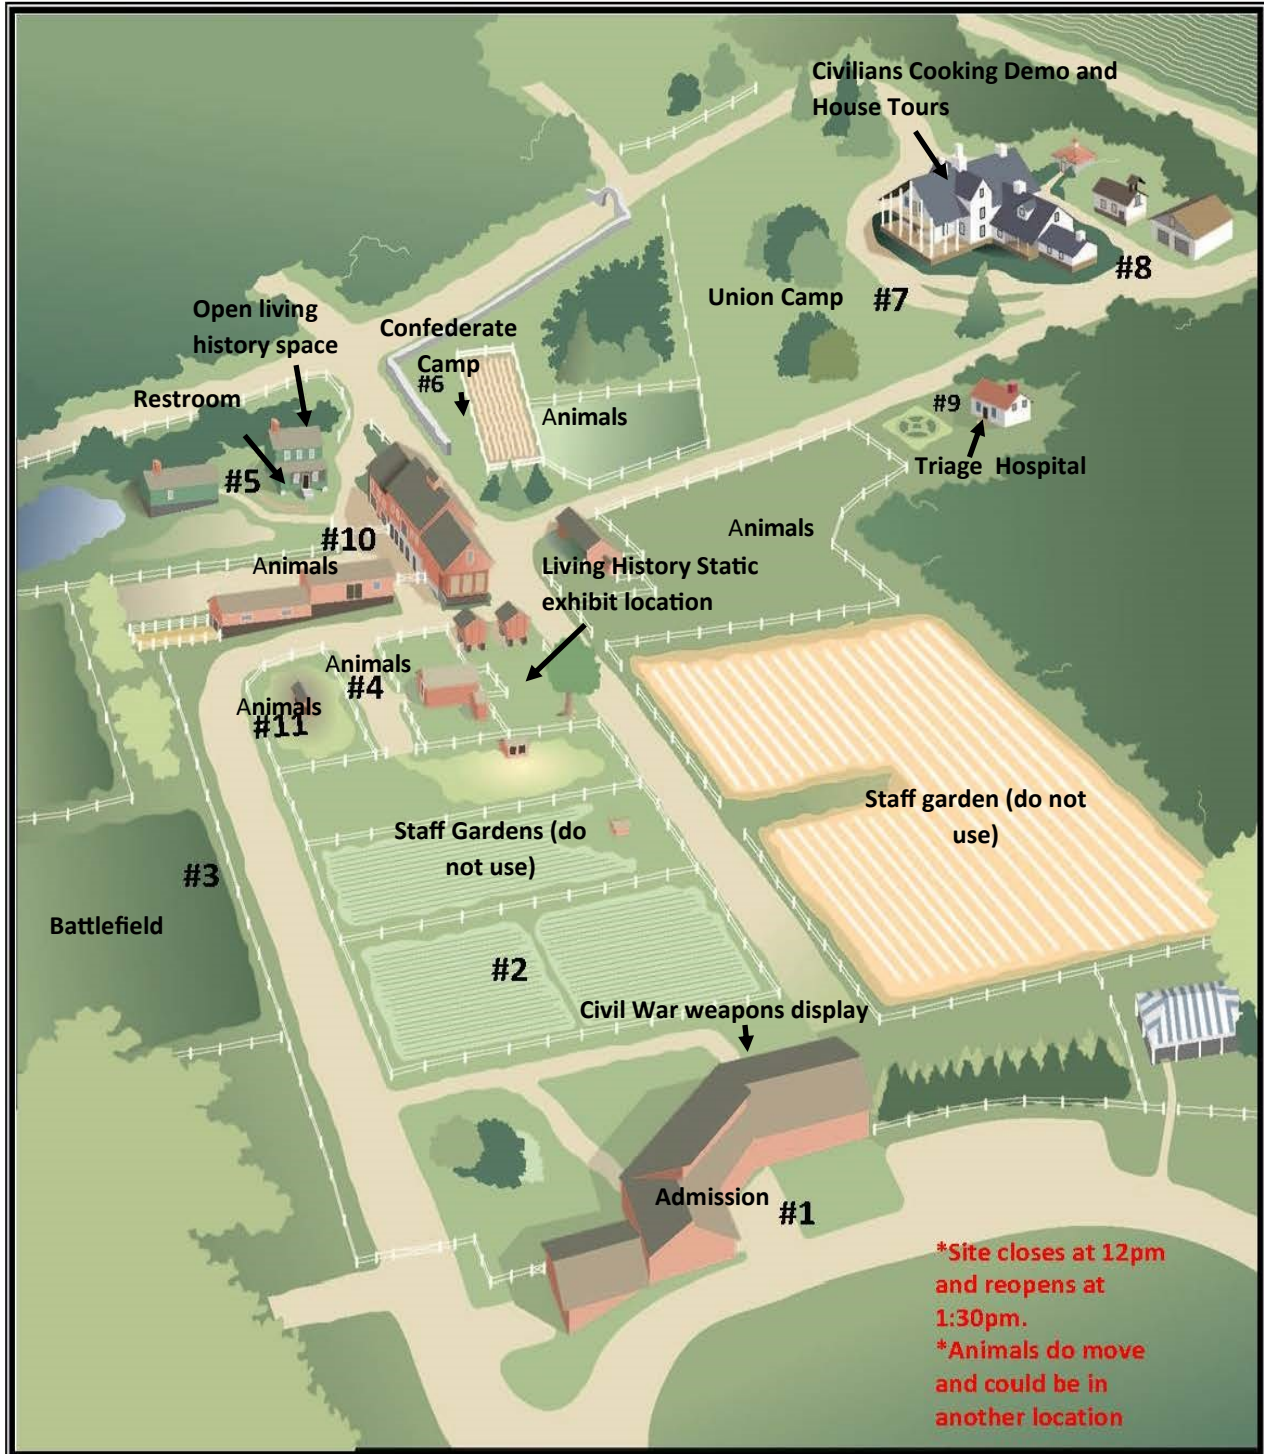 Civilians Cooking Demo and
House Tours
#8
Union Camp
#7
Open living
history space
Confederate
Camp
#6
Restroom
Animals
#9
Triage Hospital
#5
#10
Animals
Animals
Living History Static
exhibit location
Animals
#4
Animals
#11
Staff garden (do not
use)
Staff Gardens (do
not use)
#3
Battlefield
#2
Civil War weapons display
Admission
#1
*Site closes at 12pm
and reopens at
1:30pm.
*Animals do move
and could be in
another location